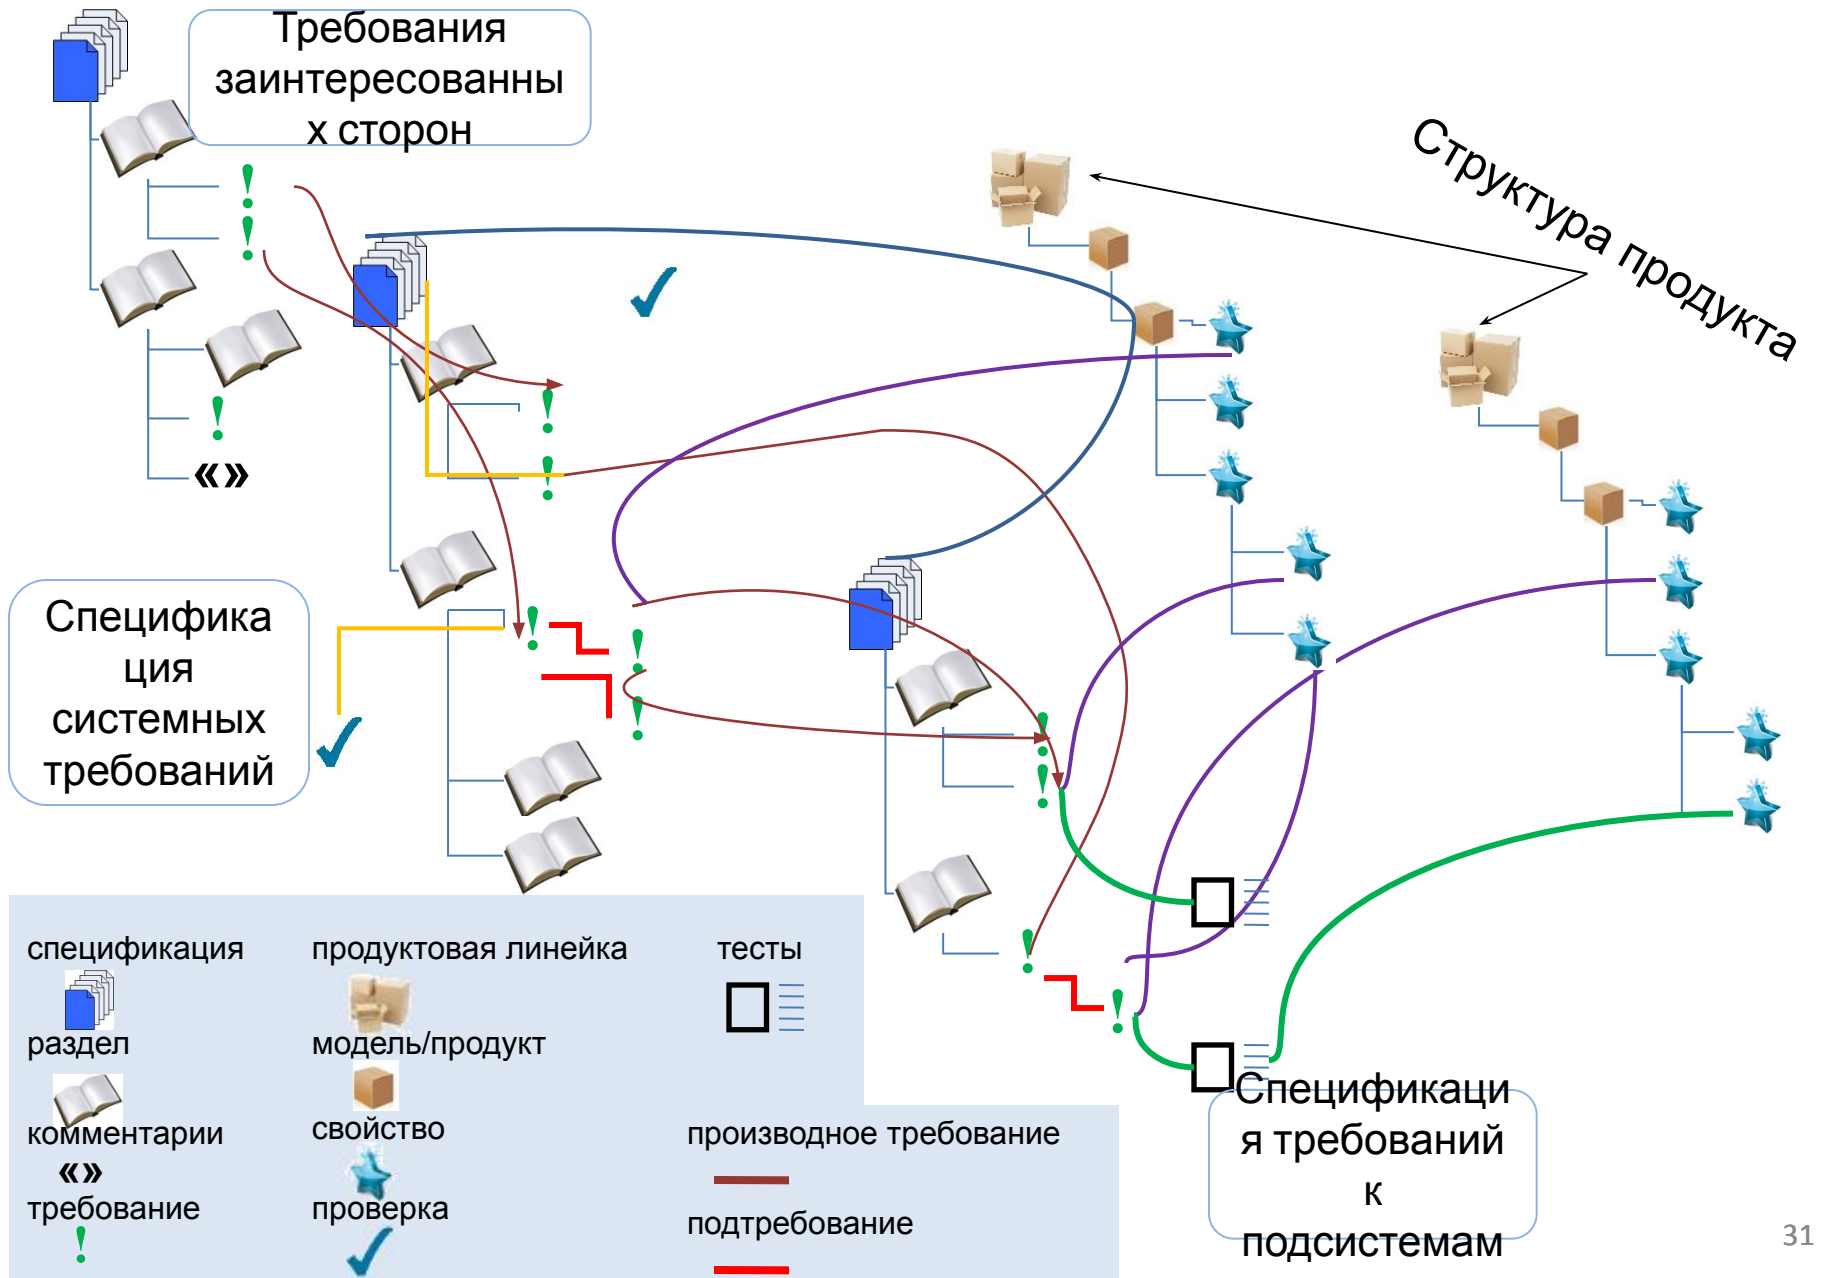 Требования
заинтересованны
х сторон
Структура продукта
«»
Специфика
ция
системных
требований
спецификация
продуктовая линейка
тесты
раздел
модель/продукт
комментарии
свойство
производное требование
«»
требование
проверка
подтребование
Спецификаци
я требований
к
подсистемам
31